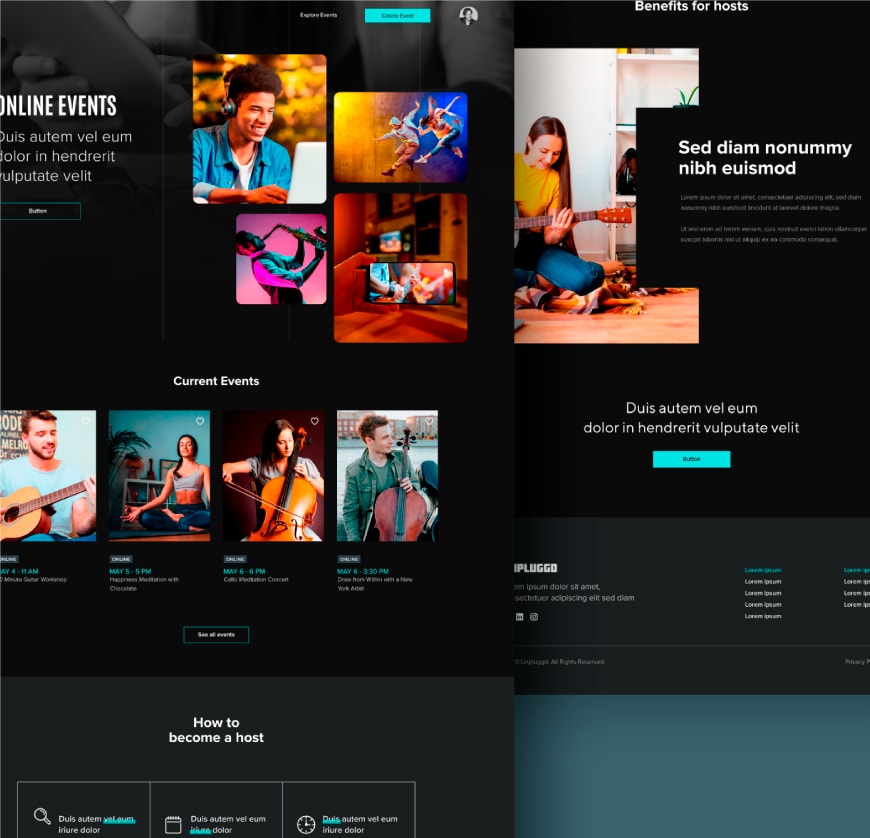 Explore Events
Create Event
ONLINE EVENTS
Duis autem vel eum
dolor in hendrerit
vulputate velit
Button
Current Events
ONLINE
MAY 4 - 11 AM
Minute Guitar Workshop
ONLINE
MAY 5 - 5 PM
Happiness Meditation with
Chocolate
ONLINE
MAY 6 - 6 PM
Cello Meditation Concert
ONLINE
MAY 6 - 3:30 PM
Draw from Within with a New
York Artist
See all events
How to
become a host
Duis autem vel eum
iriure dolor
Duis autem vel eum
iriure dolor
Duis autem vel eum
iriure dolor
Benefits for hosts
Sed diam nonummy
nibh euismod
Lorem ipsum dolor sit amet, consectetuer adipiscing elit, sed diam
nonummy nibh euismod tincidunt ut laoreet dolore magna.
Ut wisi enim ad minim veniam, quis nostrud exerci tation ullamcorper
suscipit lobortis nisl ut aliquip ex ea commodo consequat.
Duis autem vel eum
dolor in hendrerit vulputate velit
Button
NPLUGGD
em ipsum dolor sit amet,
nsectetuer adipiscing elit sed diam
Lorem ipsum
Lorem ipsum
Lorem ipsum
Lorem ipsum
Lorem ipsum
Lorem ips
Lorem ips
Lorem ips
Lorem ips
Unpluggd. All Rights Reserved.
Privacy P